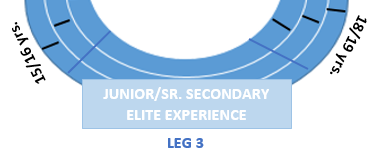 15/16 yrs.
18/19 yrs.
JUNIOR/SR. SECONDARY
ELITE EXPERIENCE
LEG 3